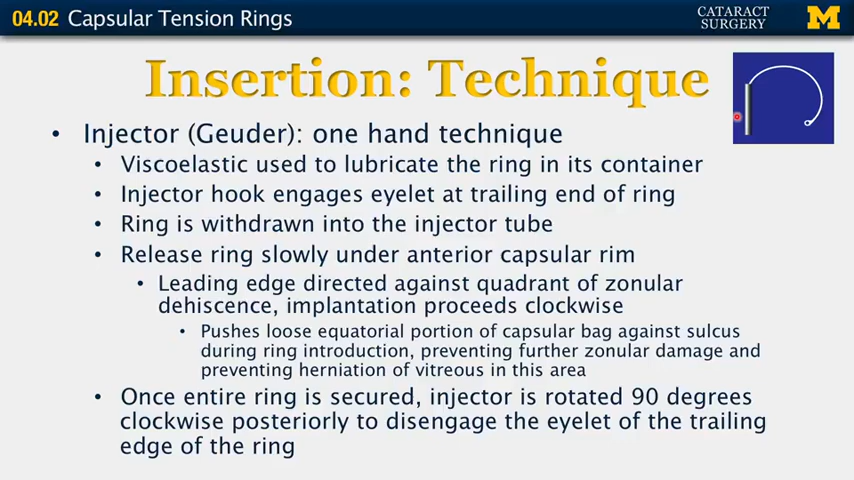 04.02 Capsular Tension Rings
CATARACT
SURGERY
M
Insertion: Technique
• Injector (Geuder): one hand technique
• Viscoelastic used to lubricate the ring in its container
• Injector hook engages eyelet at trailing end of ring
• Ring is withdrawn into the injector tube
• Release ring slowly under anterior capsular rim
• Leading edge directed against quadrant of zonular
dehiscence, implantation proceeds clockwise
• Pushes loose equatorial portion of capsular bag against sulcus
during ring introduction, preventing further zonular damage and
preventing herniation of vitreous in this area
• Once entire ring is secured, injector is rotated 90 degrees
clockwise posteriorly to disengage the eyelet of the trailing
edge of the ring